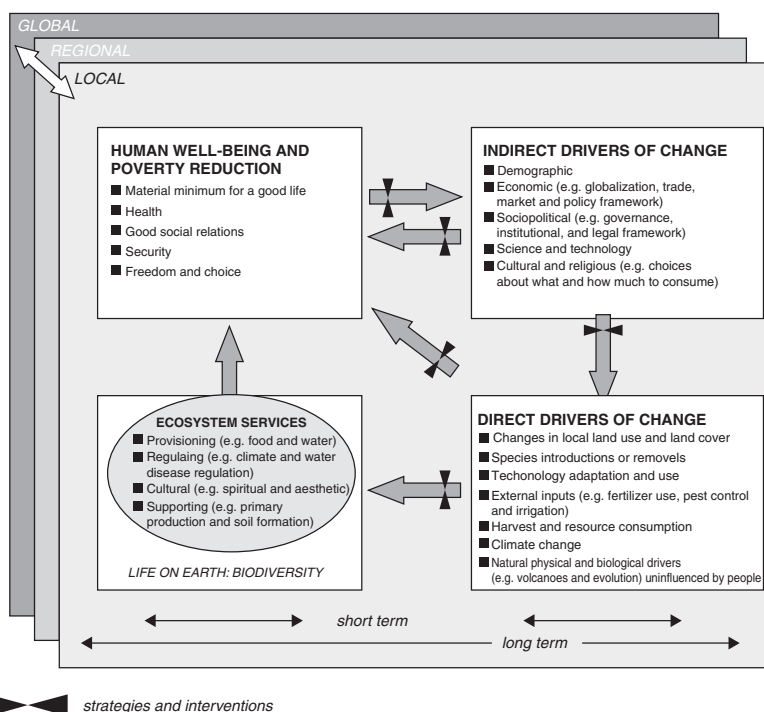 GLOBAL
REGIONAL
LOCAL
HUMAN WELL-BEING AND
POVERTY REDUCTION
Material minimum for a good life
Health
Good social relations
Security
Freedom and choice
INDIRECT DRIVERS OF CHANGE
Demographic
Economic (e.g. globalization, trade,
market and policy framework)
Sociopolitical (e.g. governance,
institutional, and legal framework)
Science and technology
Cultural and religious (e.g. choices
about what and how much to consume)
ECOSYSTEM SERVICES
Provisioning (e.g. food and water)
Regulaing (e.g. climate and water
disease regulation)
Cultural (e.g. spiritual and aesthetic)
Supporting (e.g. primary
production and soil formation)
LIFE ON EARTH: BIODIVERSITY
DIRECT DRIVERS OF CHANGE
Changes in local land use and land cover
Species introductions or removels
Techonology adaptation and use
External inputs (e.g. fertilizer use, pest control
and irrigation)
Harvest and resource consumption
Climate change
Natural physical and biological drivers
(e.g. volcanoes and evolution) uninfluenced by people
short term
long term
strategies and interventions